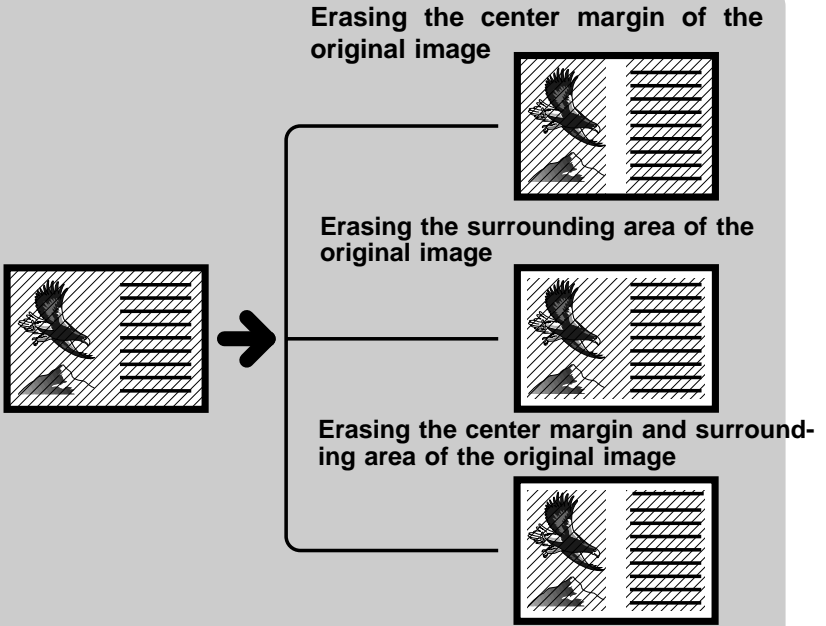 Erasing the center margin of the
original image
Erasing the surrounding area of the
original image
Erasing the center margin and surround-
ing area of the original image